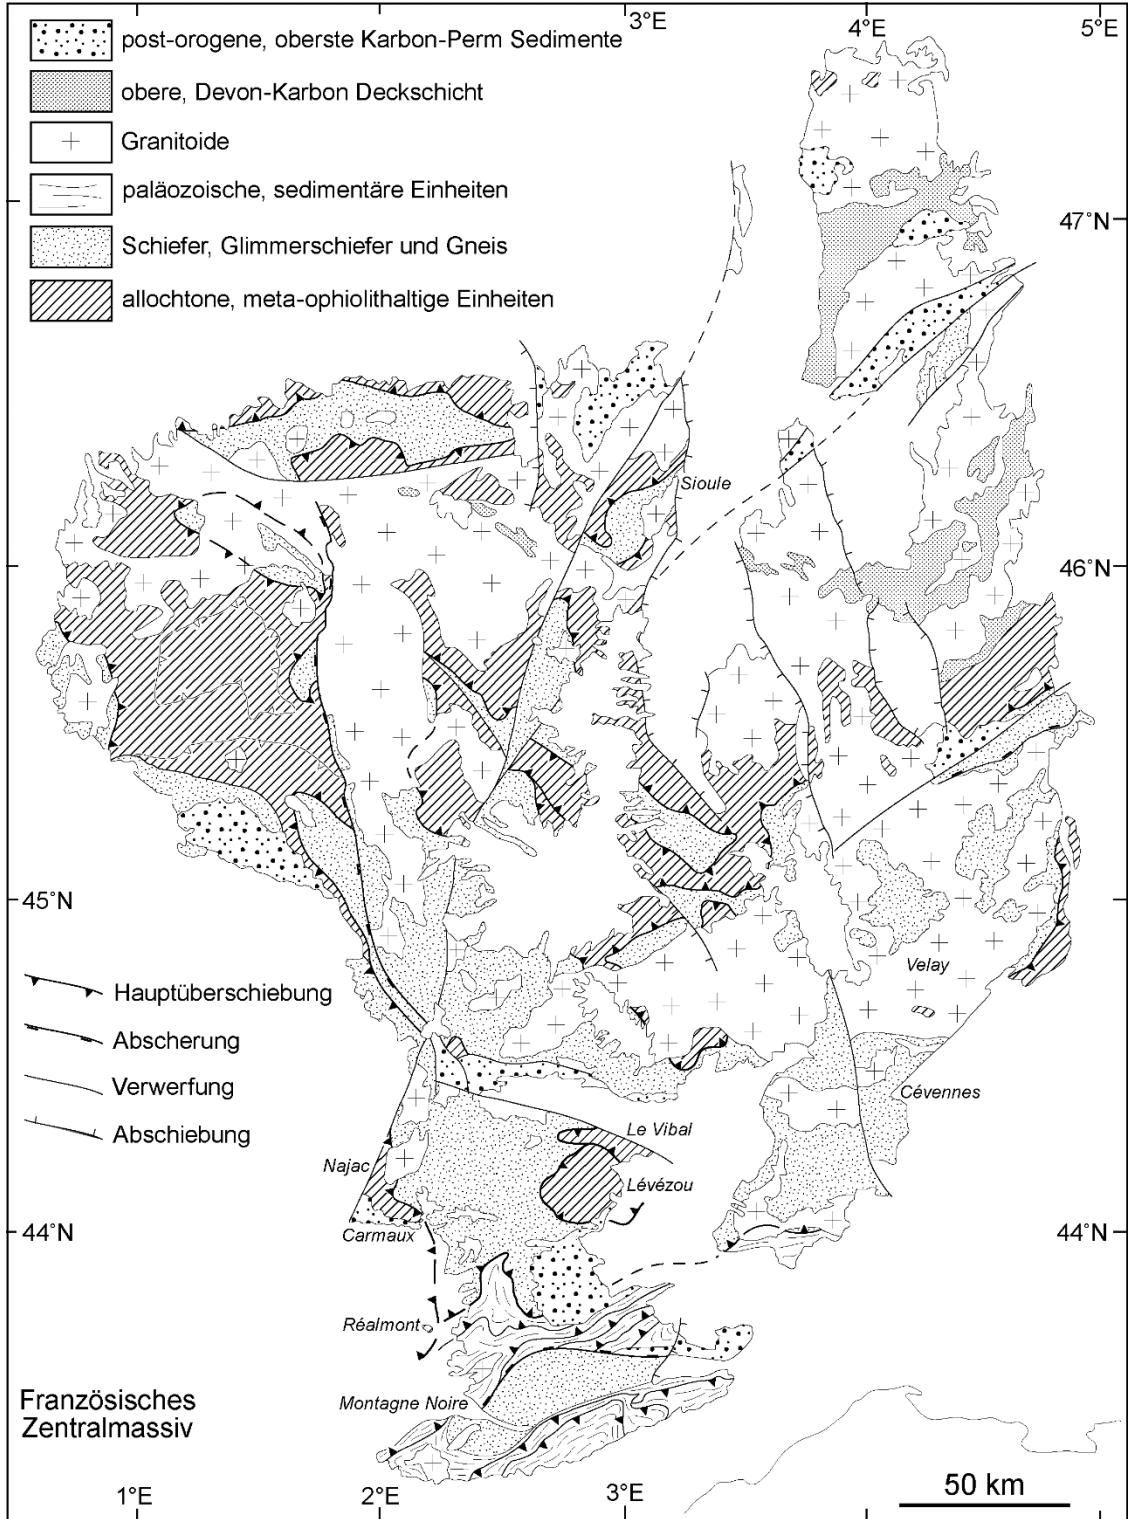 3°E
4°E
5°E
post-orogene, oberste Karbon-Perm Sedimente
obere, Devon-Karbon Deckschicht
Granitoide
paläozoische, sedimentäre Einheiten
Schiefer, Glimmerschiefer und Gneis
allochtone, meta-ophiolithaltige Einheiten
47°N
Sioule
46°N
45°N
Velay
Hauptüberschiebung
Abscherung
Verwerfung
Abschiebung
Cévennes
Le Vibal
Najac
Lévézou
44°N
Carmaux
44°N
Réalmont
Montagne Noire
Französisches
Zentralmassiv
50 km
1°E
2°E
3°E